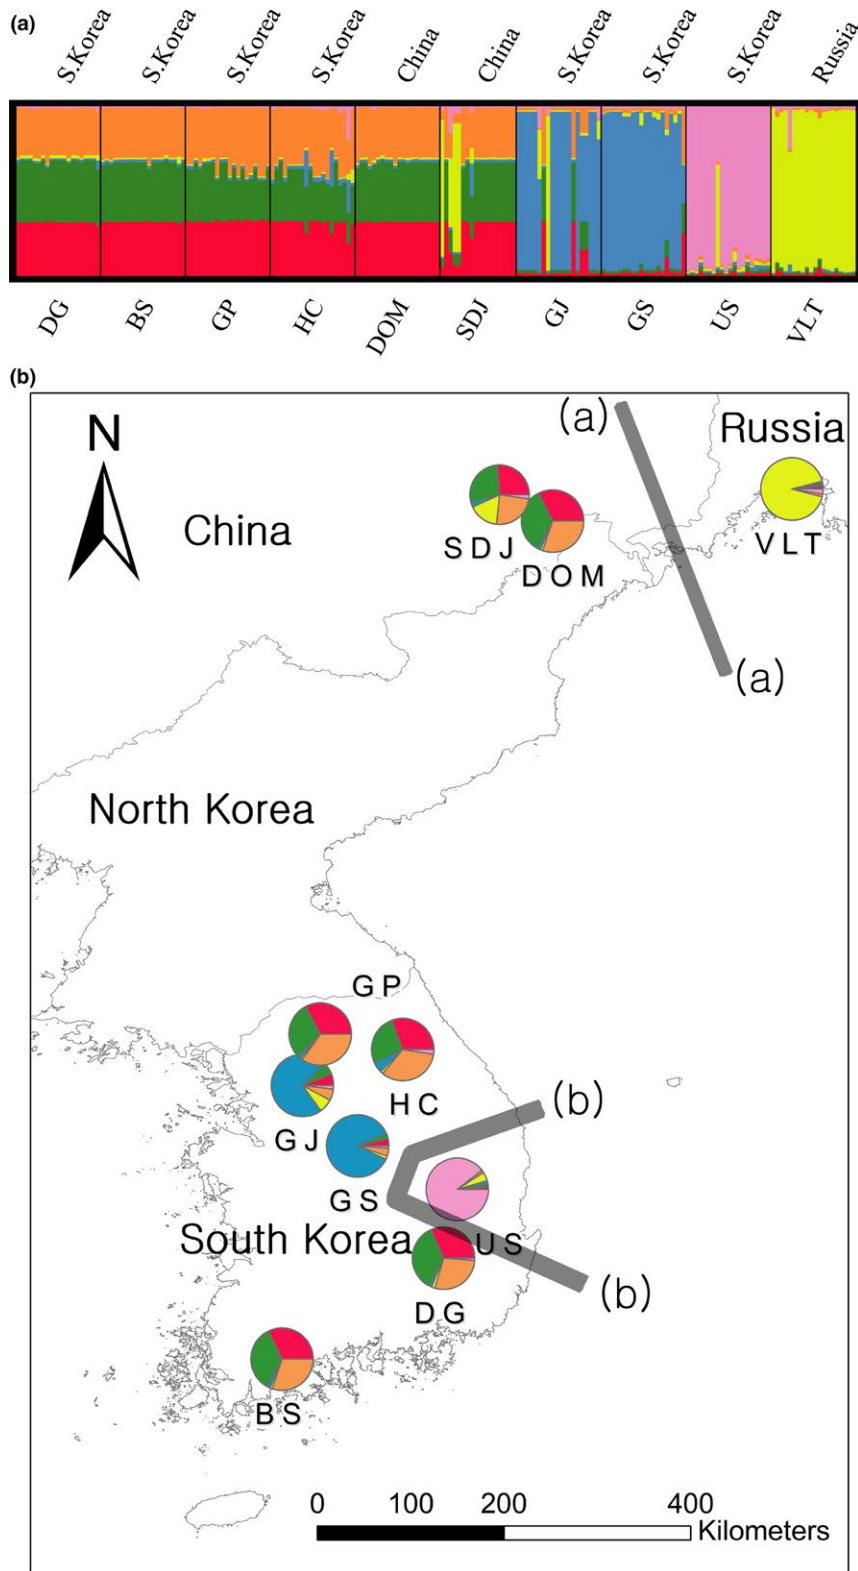 (a)
S.Korea S.Korea S.Korea S.Korea China China S.Korea S.Korea S.Korea Russia
DG BS GP HC DOM SDJ GJ GS US VLT
(b)
N
(a)
Russia
China
SDJ
VLT
DOM
(a)
North Korea
GP
HC
(b)
GJ
GS
South Korea
US
DG
(b)
BS
0 100 200 400
Kilometers